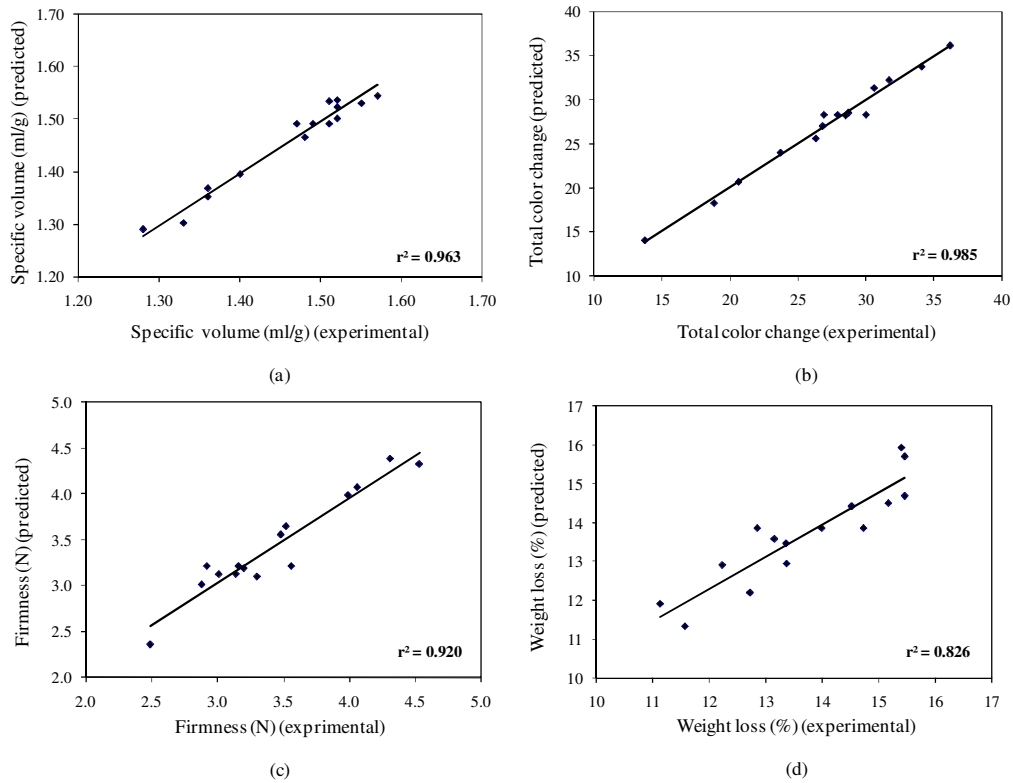 1.70
1.60
1.50
1.40
1.30
1.20
Specific volume (ml/g) (predicted)
r² = 0.963
1.20 1.30 1.40 1.50 1.60 1.70
Specific volume (ml/g) (experimental)
(a)
40
35
30
25
20
15
10
Total color change (predicted)
r² = 0.985
10 15 20 25 30 35 40
Total color change (experimental)
(b)
5.0
4.5
4.0
3.5
3.0
2.5
2.0
Firmness (N) (predicted)
r² = 0.920
2.0 2.5 3.0 3.5 4.0 4.5 5.0
Firmness (N) (exprimental)
(c)
17
16
15
14
13
12
11
10
Weight loss (%) (predicted)
r² = 0.826
10 11 12 13 14 15 16 17
Weight loss (%) (experimental)
(d)